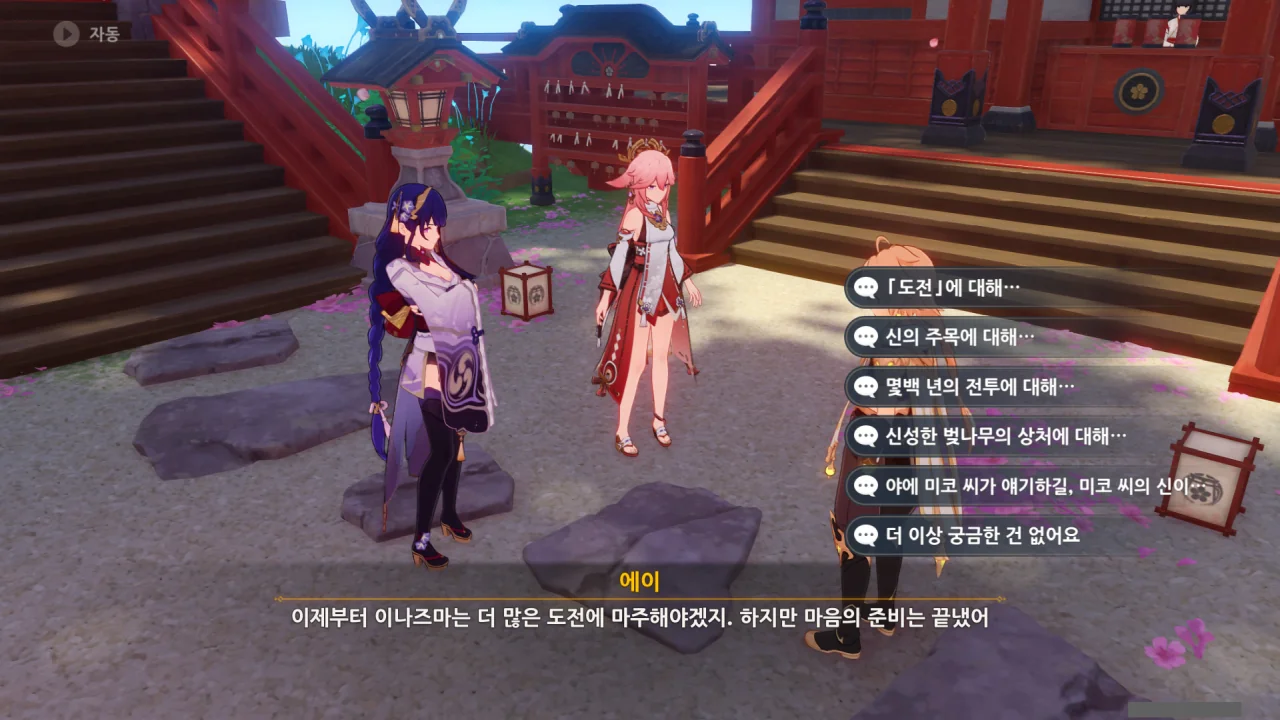 자동
「도전」에 대해…
신의 주목에 대해…
몇백 년의 전투에 대해…
신성한 벚나무의 상처에 대해…
야에 미코 씨가 얘기하길, 미코 씨의 신이…
더 이상 궁금한 건 없어요
에이
이제부터 이나즈마는 더 많은 도전에 마주해야겠지. 하지만 마음의 준비는 끝냈어